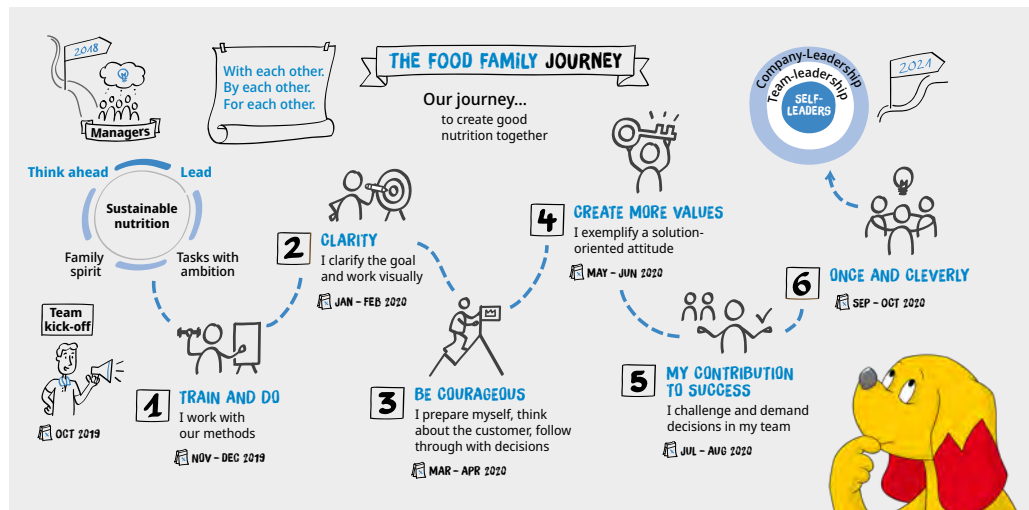 THE FOOD FAMILY JOURNEY
Our journey...
to create good
nutrition together
2018
Managers
With each other.
By each other.
For each other.
Think ahead
Lead
Sustainable
nutrition
Family
spirit
Tasks with
ambition
Team
kick-off
OCT 2019
1
TRAIN AND DO
I work with
our methods
NOV – DEC 2019
2
CLARITY
I clarify the goal
and work visually
JAN – FEB 2020
3
BE COURAGEOUS
I prepare myself, think
about the customer, follow
through with decisions
MAR – APR 2020
4
CREATE MORE VALUES
I exemplify a solution-
oriented attitude
MAY – JUN 2020
5
MY CONTRIBUTION
TO SUCCESS
I challenge and demand
decisions in my team
JUL – AUG 2020
6
ONCE AND CLEVERLY
SEP – OCT 2020
Company-Leadership
Team-leadership
SELF-
LEADERS
2021